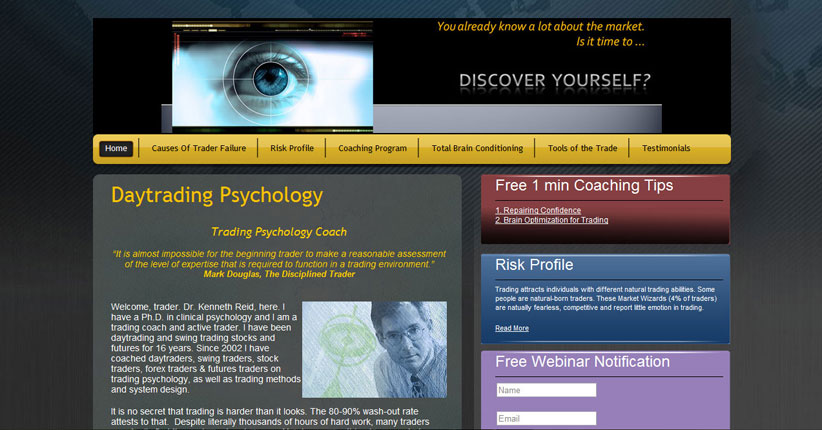 You already know a lot about the market.
Is it time to ...
DISCOVER YOURSELF?
Home
Causes Of Trader Failure
Risk Profile
Coaching Program
Total Brain Conditioning
Tools of the Trade
Testimonials
Daytrading Psychology
Trading Psychology Coach
"It is almost impossible for the beginning trader to make a reasonable assessment
of the level of expertise that is required to function in a trading environment."
Mark Douglas, The Disciplined Trader
Welcome, trader. Dr. Kenneth Reid, here. I
have a Ph.D. in clinical psychology and I am a
trading coach and active trader. I have been
daytrading and swing trading stocks and
futures for 16 years. Since 2002 I have
coached daytraders, swing traders, stock
traders, forex traders & futures traders on
trading psychology, as well as trading methods
and system design.
It is no secret that trading is harder than it looks. The 80-90% wash-out rate
attests to that. Despite literally thousands of hours of hard work, many traders
Free 1 min Coaching Tips
1. Repairing Confidence
2. Brain Optimization for Trading
Risk Profile
Trading attracts individuals with different natural trading abilities. Some
people are natural-born traders. These Market Wizards (4% of traders)
are natually fearless, competitive and report little emotion in trading.
Read More
Free Webinar Notification
Name
Email